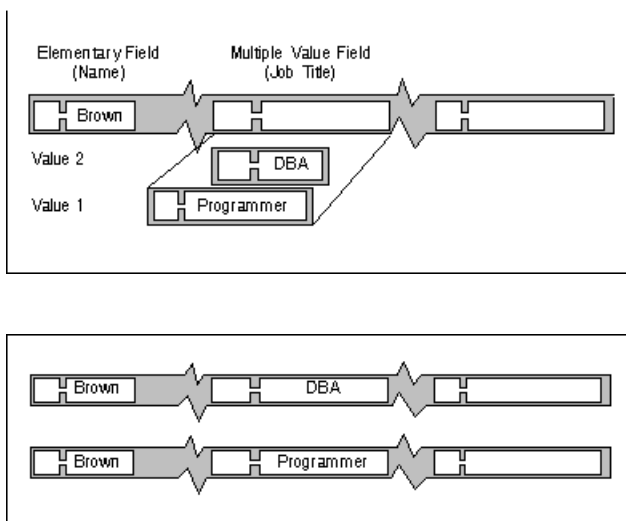 Elementary Field
(Name)
Multiple Value Field
(Job Title)
Brown
Value 2
DBA
Value 1
Programmer
Brown
DBA
Brown
Programmer